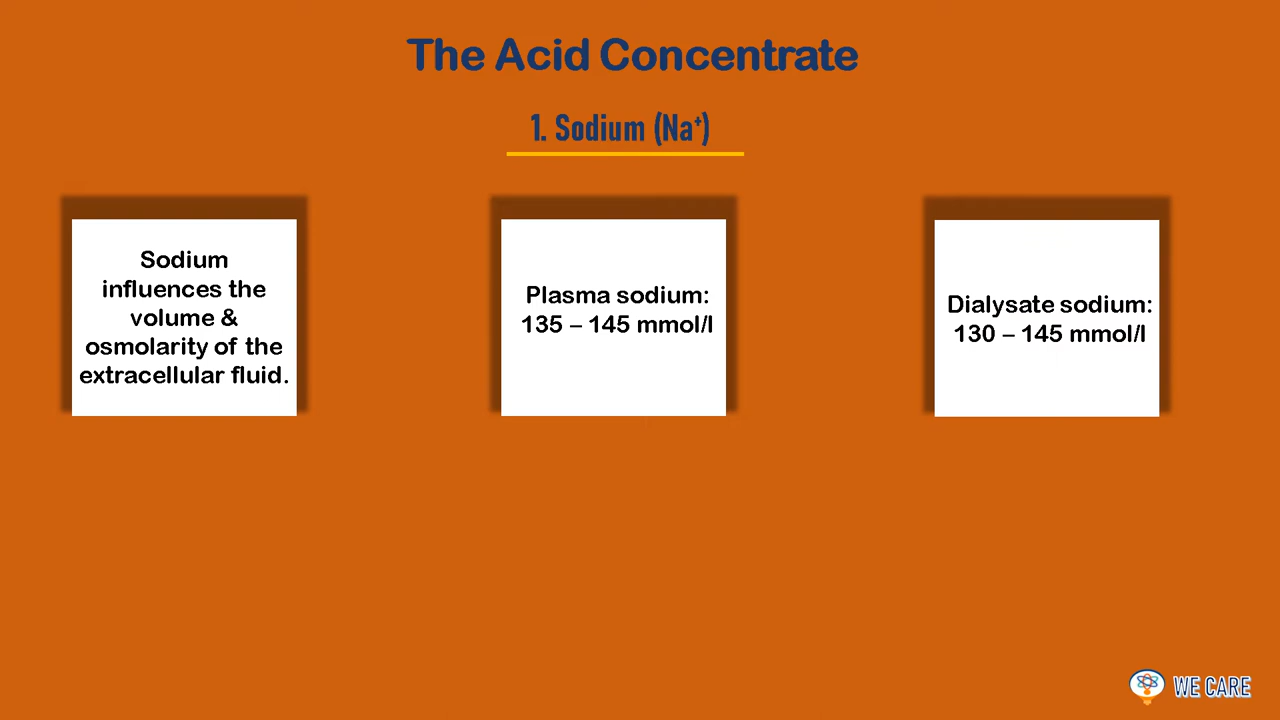 The Acid Concentrate
1. Sodium (Na⁺)
Sodium
influences the
volume &
osmolarity of the
extracellular fluid.
Plasma sodium:
135 – 145 mmol/l
Dialysate sodium:
130 – 145 mmol/l
WE CARE